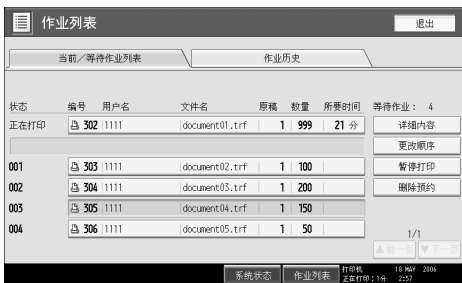 作业列表 退出
当前/等待作业列表 作业历史
状态 编号 用户名 文件名 原稿 数量 所要时间 等待作业： 4
正在打印 302 1111 document01.trf 1 999 21 分 详细内容
更改顺序
001 303 1111 document02.trf 1 100 暂停打印
002 304 1111 document03.trf 1 200 删除预约
003 305 1111 document04.trf 1 150
004 306 1111 document05.trf 1 50
1/1
▲前一页 ▼下一页
系统状态 作业列表 打印机 18 MAY 2006
正在打印：1分 2:57